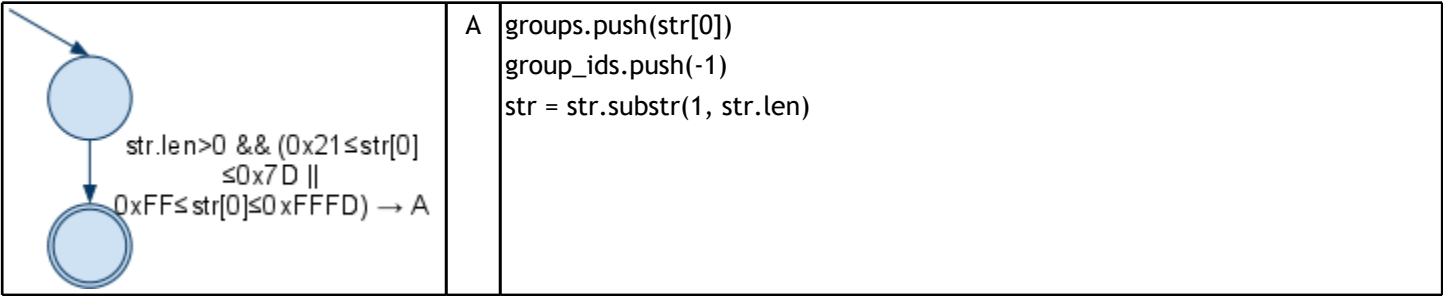 str.len>0 && (0x21≤str[0]
≤0x7D ||
0xFF≤str[0]≤0xFFFD) → A
A
groups.push(str[0])
group_ids.push(-1)
str = str.substr(1, str.len)